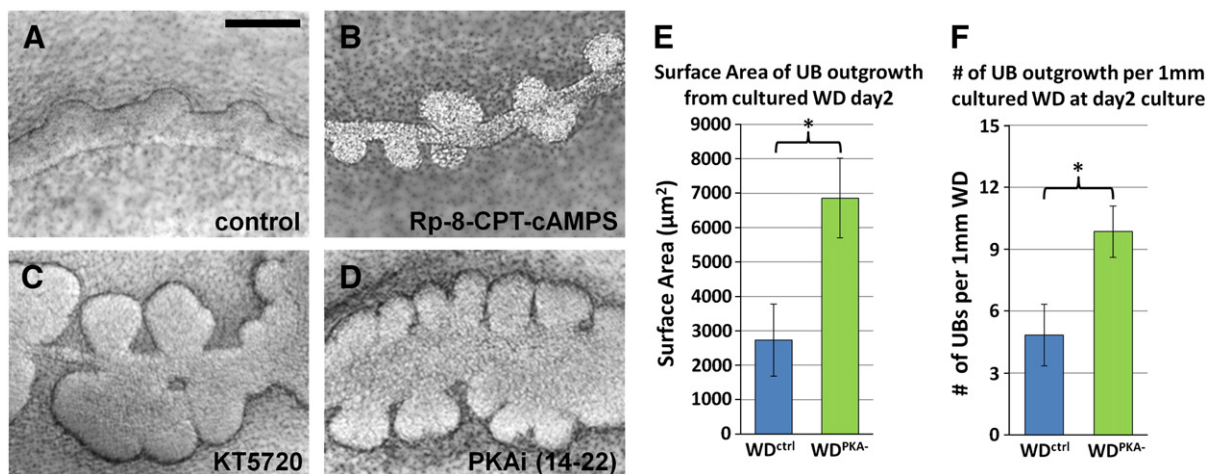 A
control
B
Rp-8-CPT-cAMPS
C
KT5720
D
PKAi (14-22)
E
Surface Area of UB outgrowth
from cultured WD day2
Surface Area (µm²)
9000
8000
7000
6000
5000
4000
3000
2000
1000
0
*
WDctrl
WDPKA-
F
# of UB outgrowth per 1mm
cultured WD at day2 culture
# of UBs per 1mm WD
15
12
9
6
3
0
*
WDctrl
WDPKA-